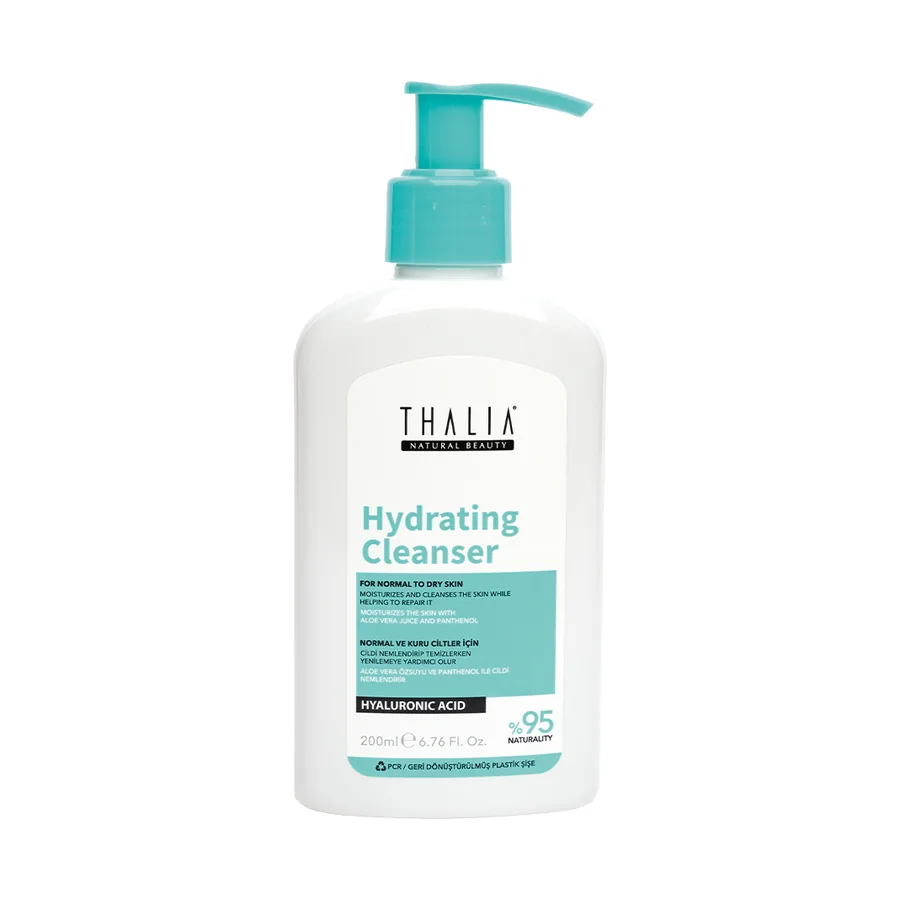 THALIA®
NATURAL BEAUTY
Hydrating
Cleanser
FOR NORMAL TO DRY SKIN
MOISTURIZES AND CLEANSES THE SKIN WHILE
HELPING TO REPAIR IT
MOISTURIZES THE SKIN WITH
ALOE VERA JUICE AND PANTHENOL
NORMAL VE KURU CİLTLER İÇİN
CİLDİ NEMLENDİRİP TEMİZLERKEN
YENİLEMEYE YARDIMCI OLUR
ALOE VERA ÖZSUYU VE PANTHENOL İLE CİLDİ
NEMLENDİRİR
HYALURONIC ACID
%95
NATURALITY
200ml ℮ 6.76 Fl. Oz.
PCR / GERİ DÖNÜŞTÜRÜLMÜŞ PLASTİK ŞİŞE